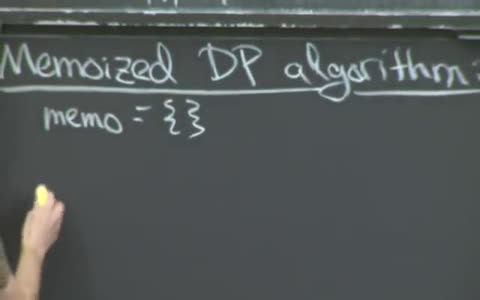 Memoized DP algorithm:
memo = {}